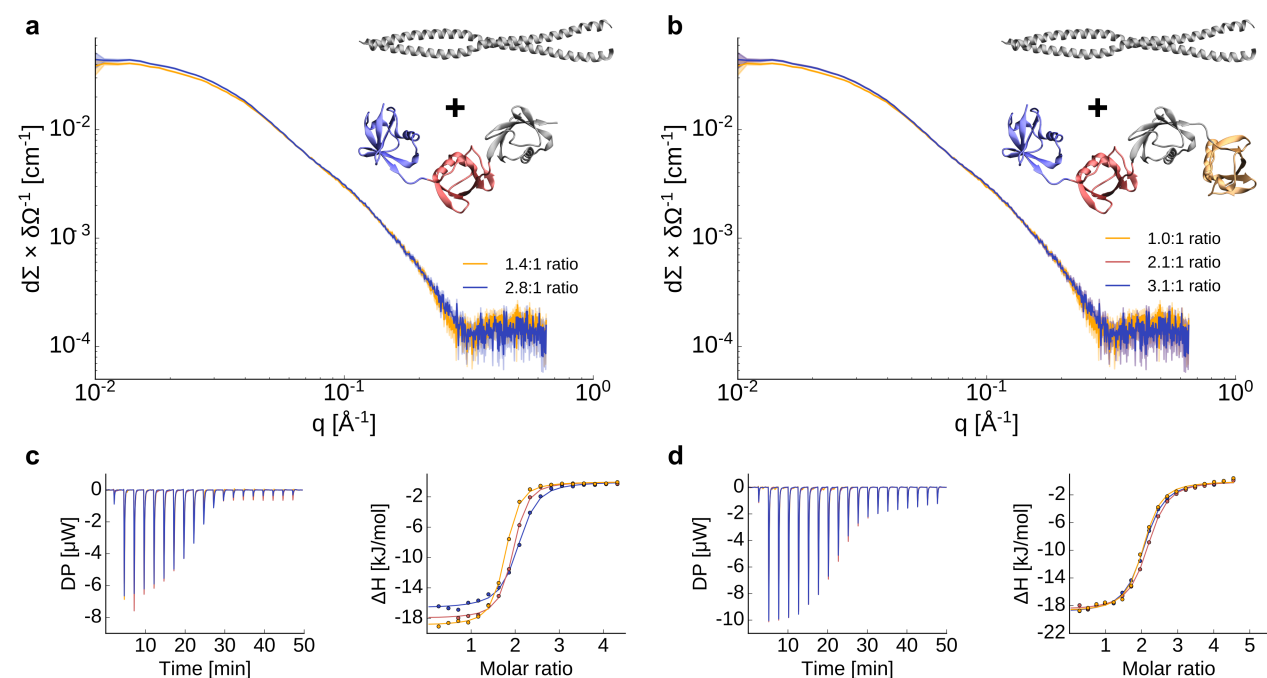 a
dΣ × δΩ-1 [cm-1]
10-2
10-3
10-4
10-2
10-1
100
q [Å-1]
+
1.4:1 ratio
2.8:1 ratio
b
dΣ × δΩ-1 [cm-1]
10-2
10-3
10-4
10-2
10-1
100
q [Å-1]
+
1.0:1 ratio
2.1:1 ratio
3.1:1 ratio
c
DP [µW]
0
-2
-4
-6
-8
10 20 30 40 50
Time [min]
ΔH [kJ/mol]
-2
-6
-10
-14
-18
1 2 3 4
Molar ratio
d
DP [µW]
0
-2
-4
-6
-8
-10
10 20 30 40 50
Time [min]
ΔH [kJ/mol]
-2
-6
-10
-14
-18
-22
1 2 3 4 5
Molar ratio